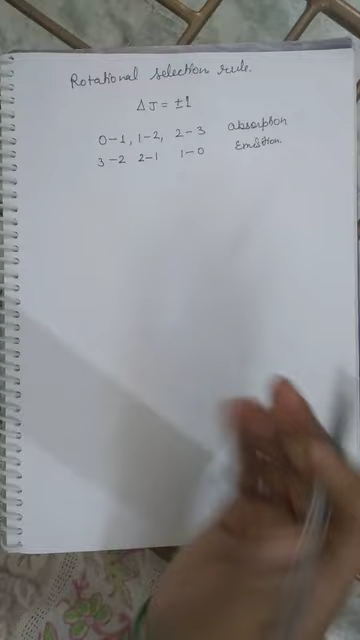 Rotational selection rule.
ΔJ = ±1
0-1, 1-2, 2-3 absorption
3-2 2-1 1-0 Emission.